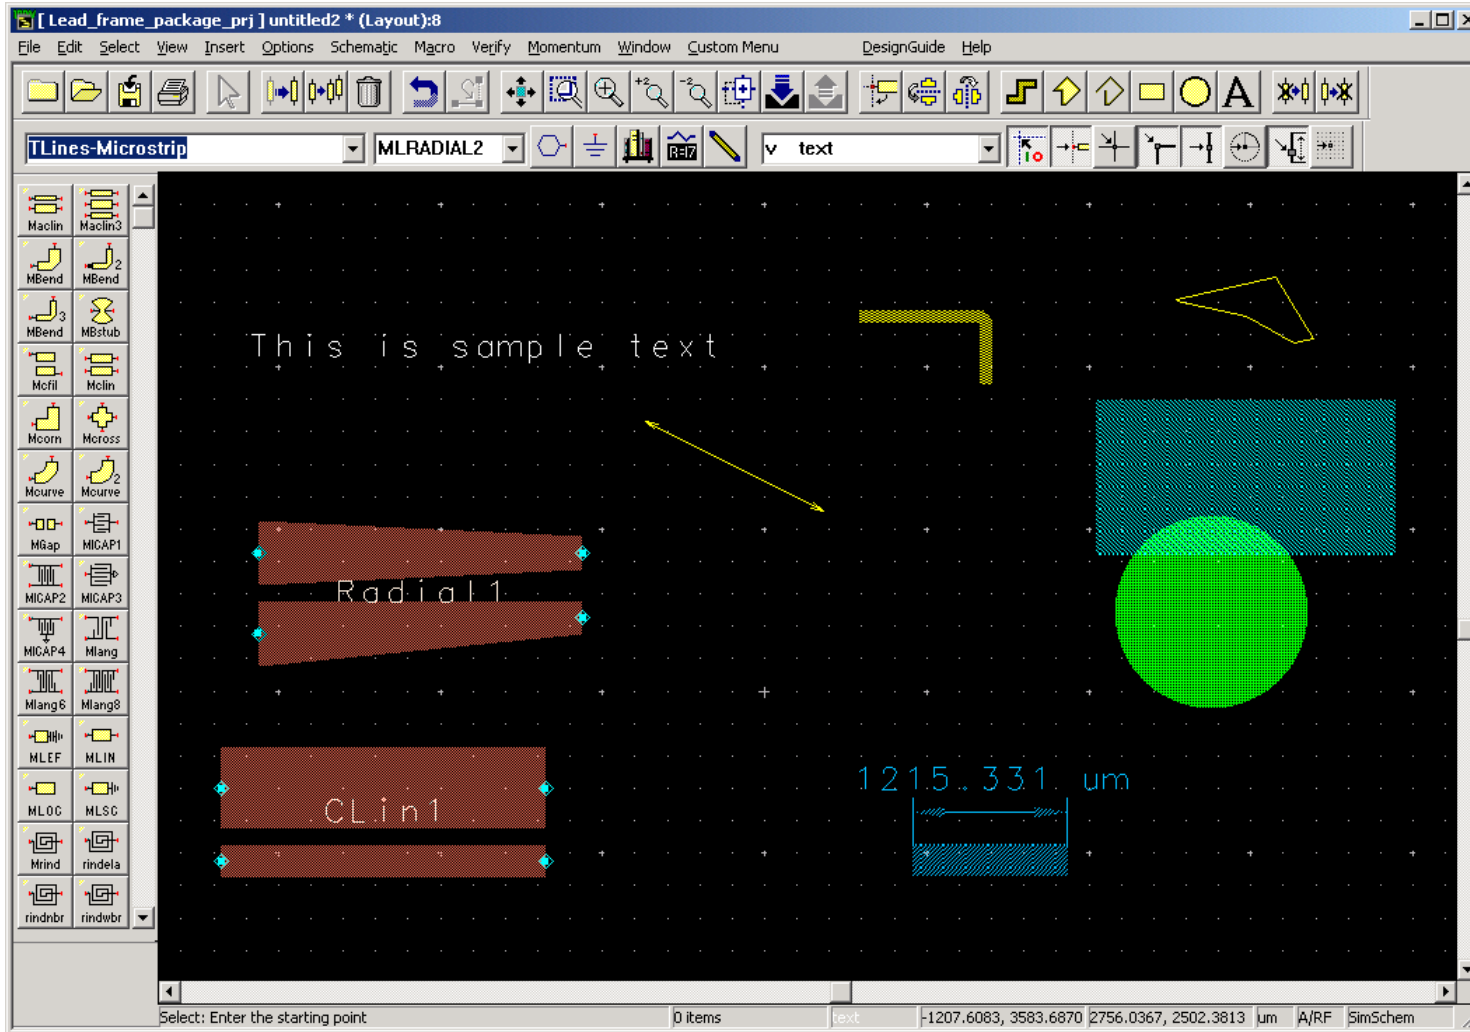 [ Lead_frame_package_prj ] untitled2 * (Layout):8
File Edit Select View Insert Options Schematic Macro Verify Momentum Window Custom Menu DesignGuide Help
TLines-Microstrip MLRADIAL2 v text
Maclin Maclin3
MBend MBend
MBend MBstub
Mcfil Mclin
Mcorn Mcross
Mcurve Mcurve
MGap MICAP1
MICAP2 MICAP3
MICAP4 Mlang
Mlang6 Mlang8
MLEF MLIN
MLOC MLSC
Mrind rindela
rindnbr rindwbr
This is sample text
Radial1
CLin1
1215.331 um
Select: Enter the starting point 0 items text -1207.6083, 3583.6870 2756.0367, 2502.3813 um A/RF SimSchem